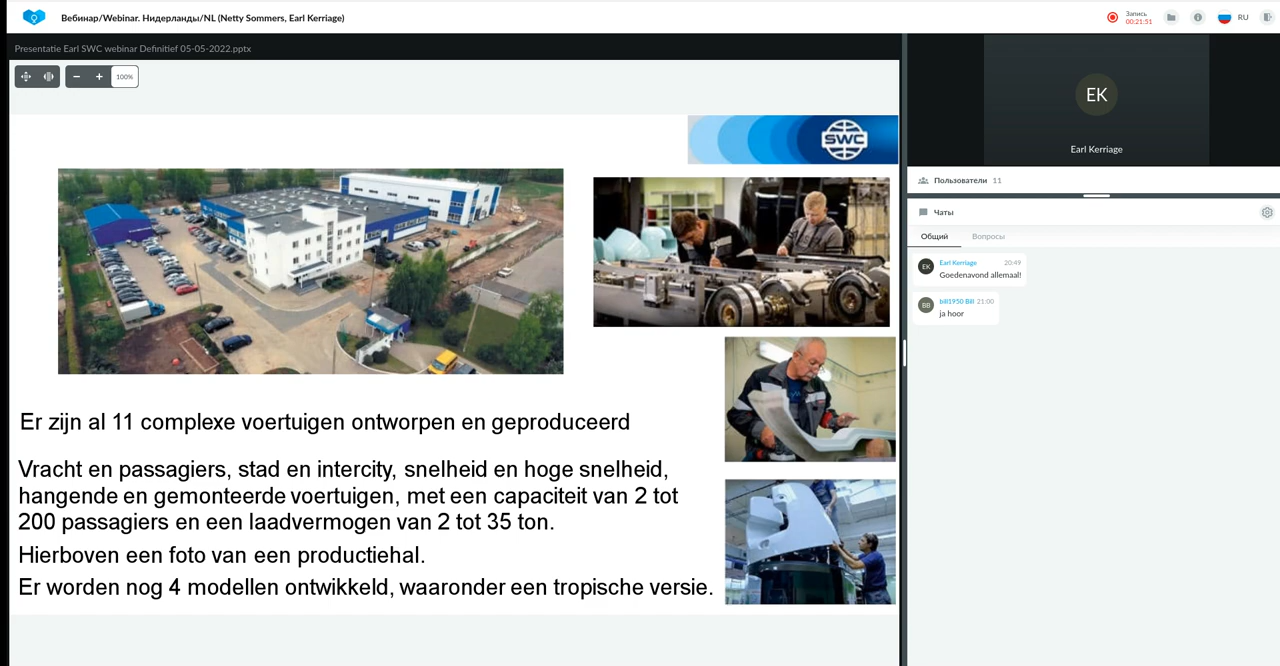 Вебинар/Webinar. Нидерланды/NL (Netty Sommers, Earl Kerriage)
Запись
00:21:51
RU
Presentatie Earl SWC webinar Definitief 05-05-2022.pptx
100%
SWC
Er zijn al 11 complexe voertuigen ontworpen en geproduceerd
Vracht en passagiers, stad en intercity, snelheid en hoge snelheid,
hangende en gemonteerde voertuigen, met een capaciteit van 2 tot
200 passagiers en een laadvermogen van 2 tot 35 ton.
Hierboven een foto van een productiehal.
Er worden nog 4 modellen ontwikkeld, waaronder een tropische versie.
EK
Earl Kerriage
Пользователи 11
Чаты
Общий Вопросы
EK Earl Kerriage 20:49
Goedenavond allemaal!
BB bill1950 Bill 21:00
ja hoor